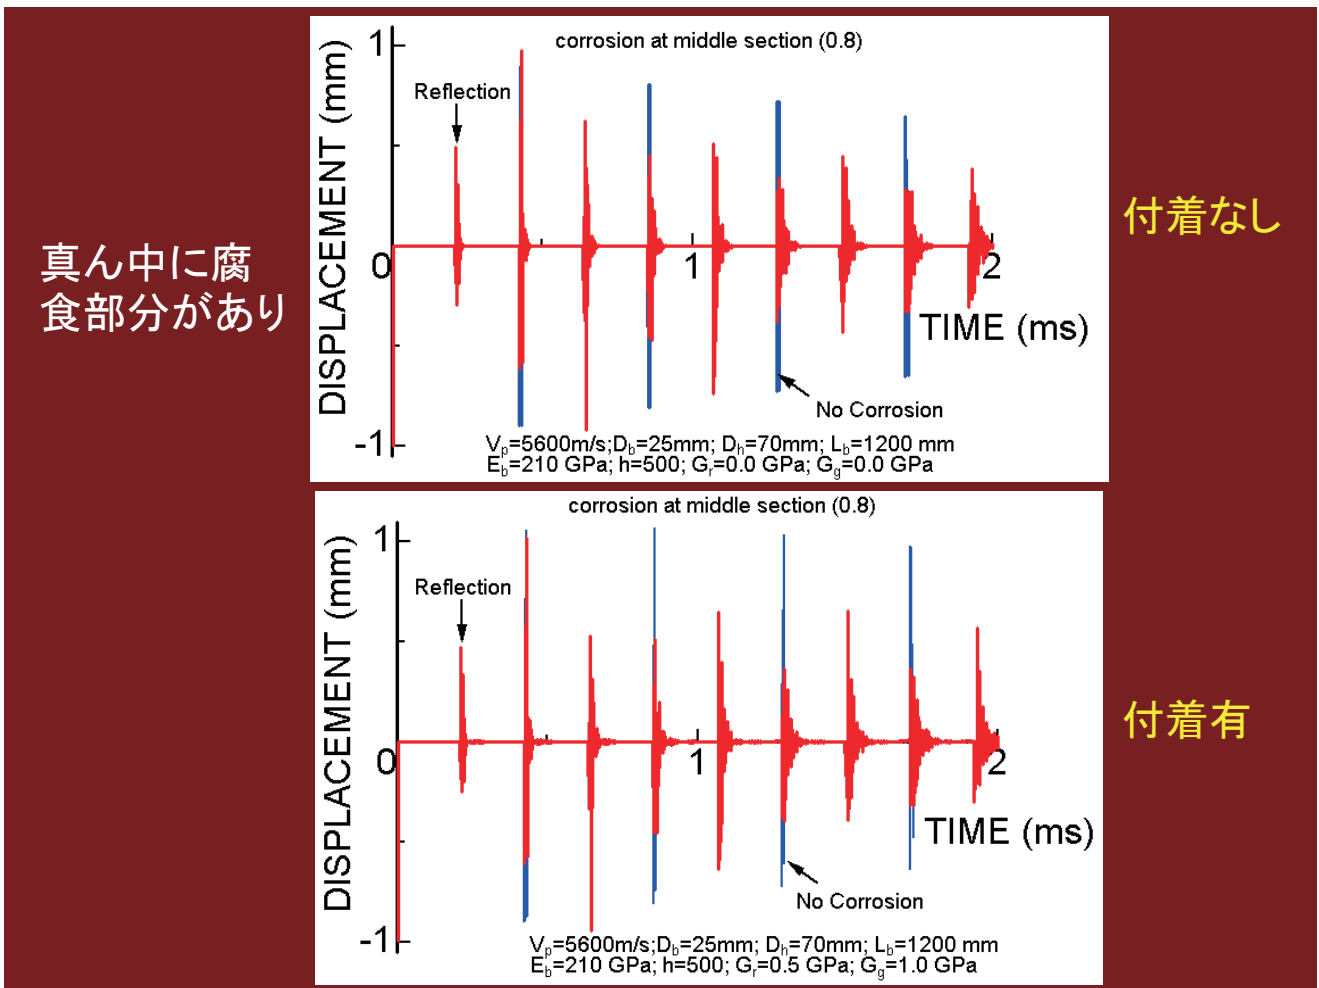 真ん中に腐
食部分があり
corrosion at middle section (0.8)
DISPLACEMENT (mm)
1
Reflection
0
1
2
TIME (ms)
No Corrosion
-1
Vp=5600m/s;Db=25mm; Dh=70mm; Lb=1200 mm
Eb=210 GPa; h=500; Gr=0.0 GPa; Gg=0.0 GPa
付着なし
corrosion at middle section (0.8)
DISPLACEMENT (mm)
1
Reflection
0
1
2
TIME (ms)
No Corrosion
-1
Vp=5600m/s;Db=25mm; Dh=70mm; Lb=1200 mm
Eb=210 GPa; h=500; Gr=0.5 GPa; Gg=1.0 GPa
付着有